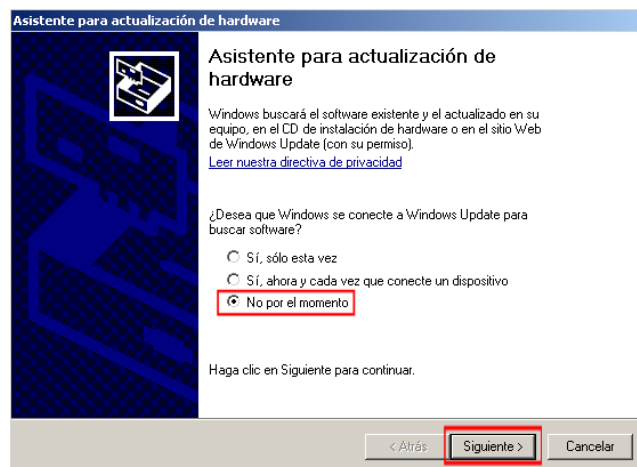 Asistente para actualización de hardware
Asistente para actualización de
hardware
Windows buscará el software existente y el actualizado en su
equipo, en el CD de instalación de hardware o en el sitio Web
de Windows Update (con su permiso).
Leer nuestra directiva de privacidad
¿Desea que Windows se conecte a Windows Update para
buscar software?
Sí, sólo esta vez
Sí, ahora y cada vez que conecte un dispositivo
No por el momento
Haga clic en Siguiente para continuar.
< Atrás
Siguiente >
Cancelar